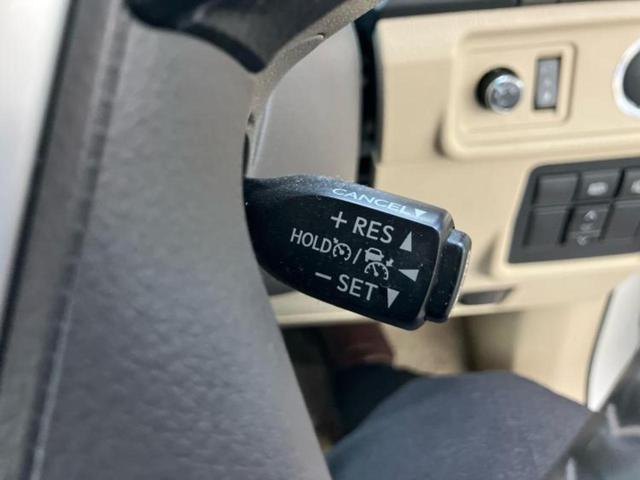 CANCEL
+ RES
HOLD /
– SET